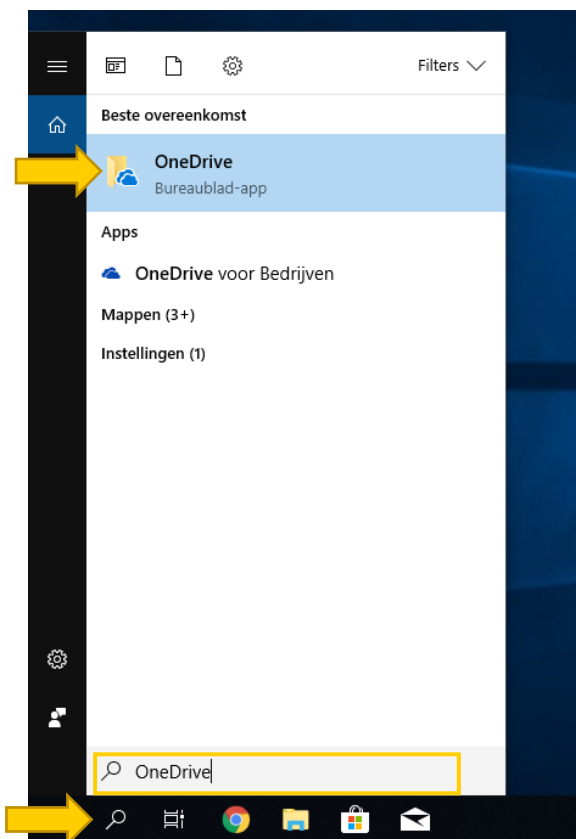 Filters
Beste overeenkomst
OneDrive
Bureaublad-app
Apps
OneDrive voor Bedrijven
Mappen (3+)
Instellingen (1)
OneDrive